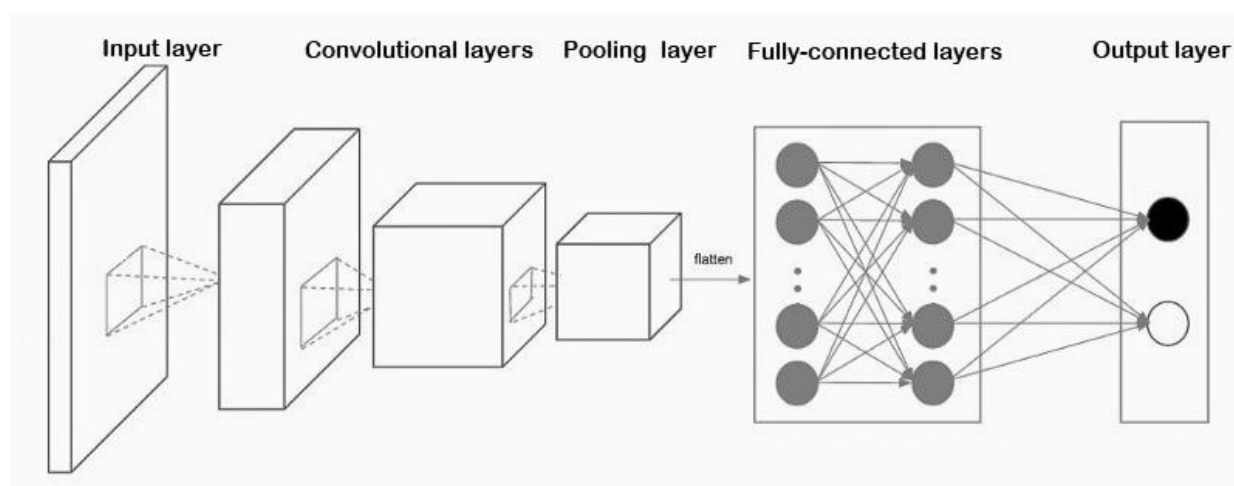 Input layer
Convolutional layers
Pooling layer
Fully-connected layers
Output layer
flatten